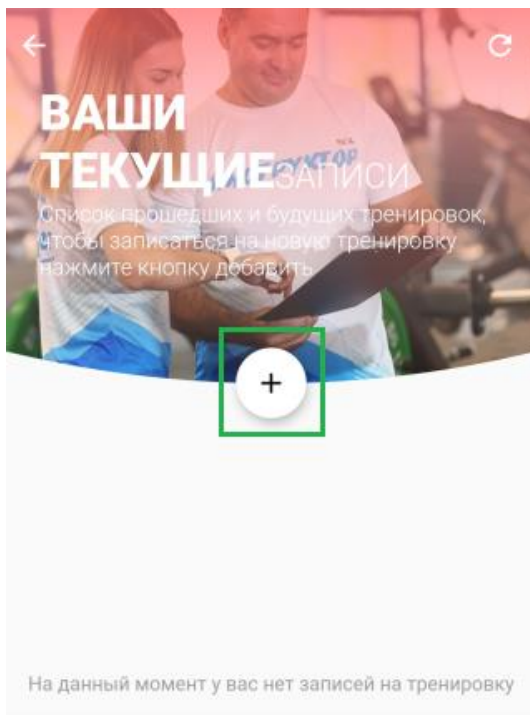 ВАШИ
ТЕКУЩИЕ ЗАПИСИ
Список прошедших и будущих тренировок,
чтобы записаться на новую тренировку
нажмите кнопку добавить
+
На данный момент у вас нет записей на тренировку